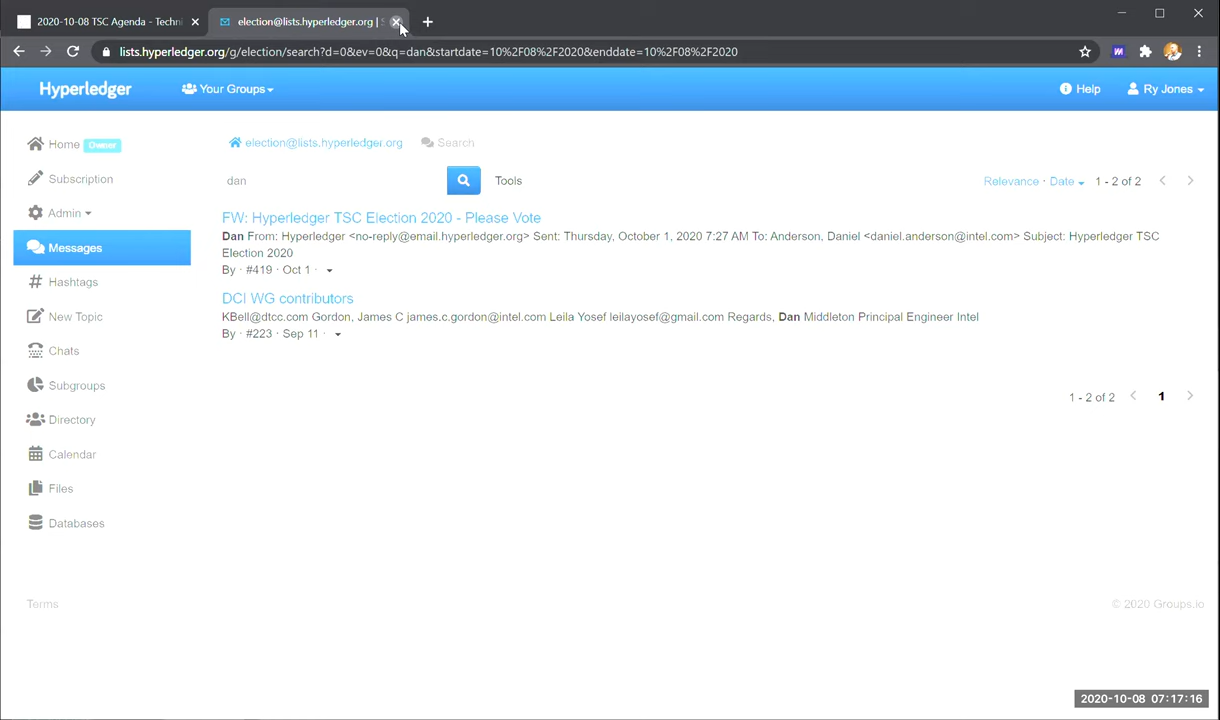 2020-10-08 TSC Agenda - Techni
election@lists.hyperledger.org | S
lists.hyperledger.org/g/election/search?d=0&ev=0&q=dan&startdate=10%2F08%2F2020&enddate=10%2F08%2F2020
Hyperledger
Your Groups
Help
Ry Jones
Home Owner
Subscription
Admin
Messages
Hashtags
New Topic
Chats
Subgroups
Directory
Calendar
Files
Databases
election@lists.hyperledger.org
Search
dan
Tools
Relevance · Date
1 - 2 of 2
FW: Hyperledger TSC Election 2020 - Please Vote
Dan From: Hyperledger <no-reply@email.hyperledger.org> Sent: Thursday, October 1, 2020 7:27 AM To: Anderson, Daniel <daniel.anderson@intel.com> Subject: Hyperledger TSC
Election 2020
By · #419 · Oct 1 ·
DCI WG contributors
KBell@dtcc.com Gordon, James C james.c.gordon@intel.com Leila Yosef leilayosef@gmail.com Regards, Dan Middleton Principal Engineer Intel
By · #223 · Sep 11 ·
1 - 2 of 2
1
Terms
© 2020 Groups.io
2020-10-08 07:17:16